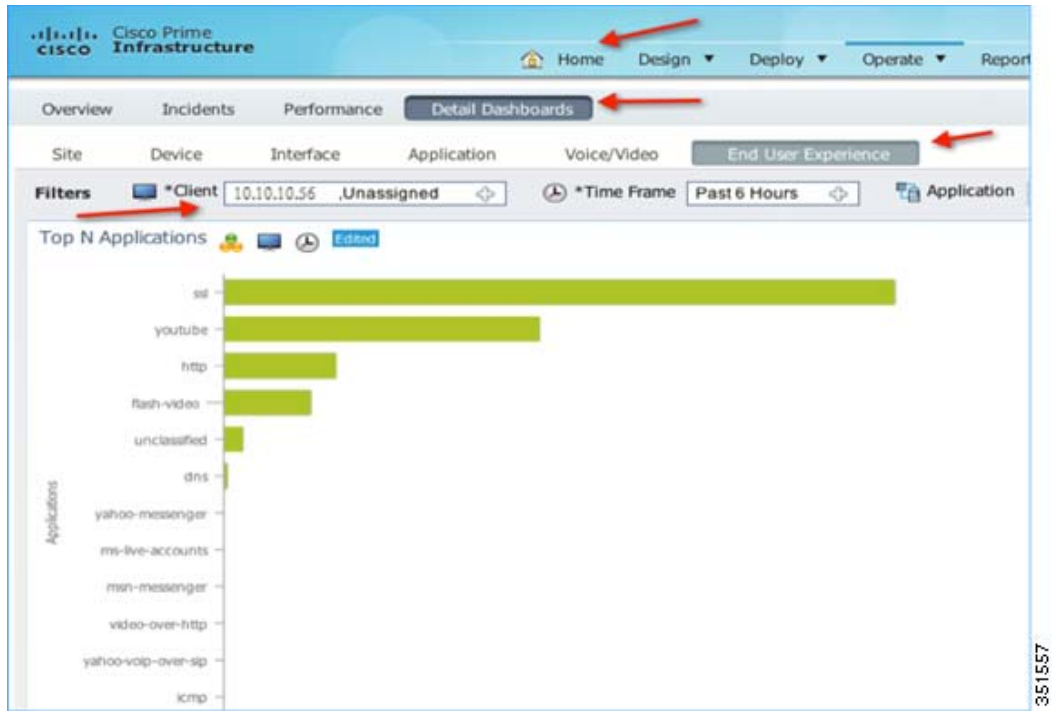 Cisco Prime
CISCO Infrastructure
Home Design Deploy Operate Report
Overview Incidents Performance Detail Dashboards
Site Device Interface Application Voice/Video End User Experience
Filters *Client 10.10.10.56 ,Unassigned *Time Frame Past 6 Hours Application
Top N Applications Edited
ssl
youtube
http
flash-video
unclassified
dns
yahoo-messenger
ms-live-accounts
msn-messenger
video-over-http
yahoo-voip-over-sip
icmp
Applications
351557